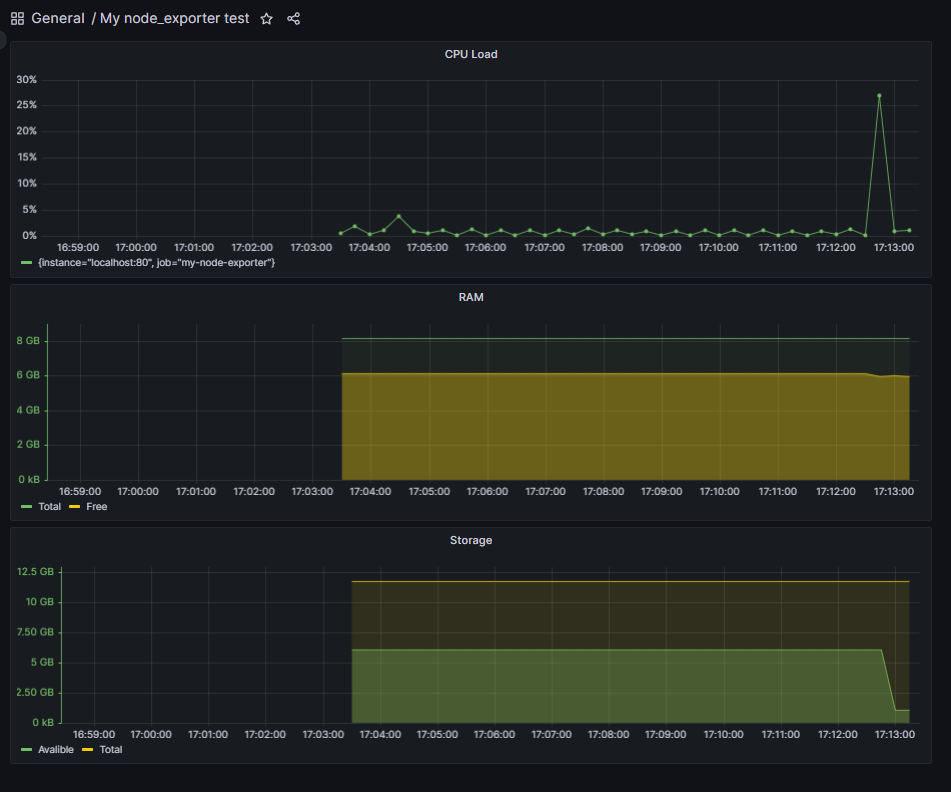 General / My node_exporter test
CPU Load
30%
25%
20%
15%
10%
5%
0%
16:59:00 17:00:00 17:01:00 17:02:00 17:03:00 17:04:00 17:05:00 17:06:00 17:07:00 17:08:00 17:09:00 17:10:00 17:11:00 17:12:00 17:13:00
{instance="localhost:80", job="my-node-exporter"}
RAM
8 GB
6 GB
4 GB
2 GB
0 kB
16:59:00 17:00:00 17:01:00 17:02:00 17:03:00 17:04:00 17:05:00 17:06:00 17:07:00 17:08:00 17:09:00 17:10:00 17:11:00 17:12:00 17:13:00
Total Free
Storage
12.5 GB
10 GB
7.50 GB
5 GB
2.50 GB
0 kB
16:59:00 17:00:00 17:01:00 17:02:00 17:03:00 17:04:00 17:05:00 17:06:00 17:07:00 17:08:00 17:09:00 17:10:00 17:11:00 17:12:00 17:13:00
Avalible Total